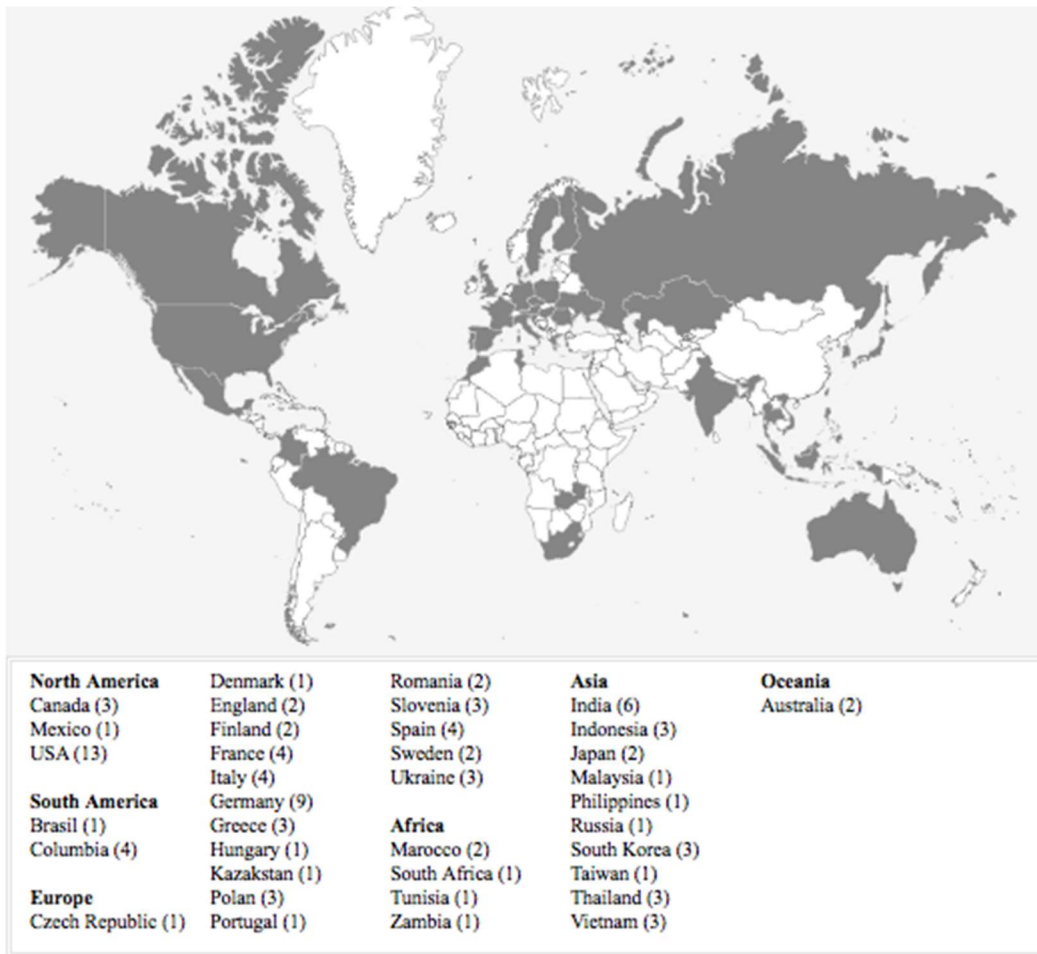 North America
Canada (3)
Mexico (1)
USA (13)
South America
Brasil (1)
Columbia (4)
Europe
Czech Republic (1)
Denmark (1)
England (2)
Finland (2)
France (4)
Italy (4)
Germany (9)
Greece (3)
Hungary (1)
Kazakstan (1)
Polan (3)
Portugal (1)
Romania (2)
Slovenia (3)
Spain (4)
Sweden (2)
Ukraine (3)
Africa
Marocco (2)
South Africa (1)
Tunisia (1)
Zambia (1)
Asia
India (6)
Indonesia (3)
Japan (2)
Malaysia (1)
Philippines (1)
Russia (1)
South Korea (3)
Taiwan (1)
Thailand (3)
Vietnam (3)
Oceania
Australia (2)